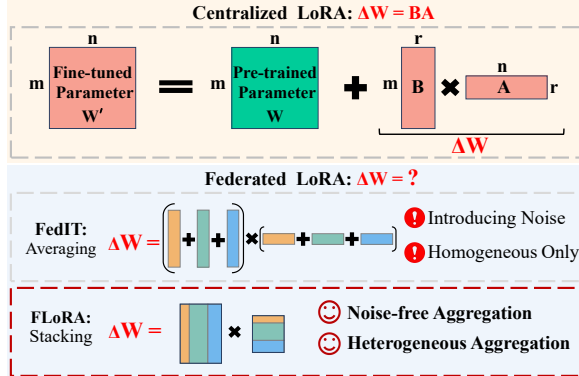 Centralized LoRA: ΔW = BA
n n r
m Fine-tuned Parameter W′ = m Pre-trained Parameter W + m B × n A r
ΔW
Federated LoRA: ΔW = ?
FedIT: Averaging
ΔW = ( + + ) × ( + + )
! Introducing Noise
! Homogeneous Only
FLoRA: Stacking
ΔW = ×
Noise-free Aggregation
Heterogeneous Aggregation